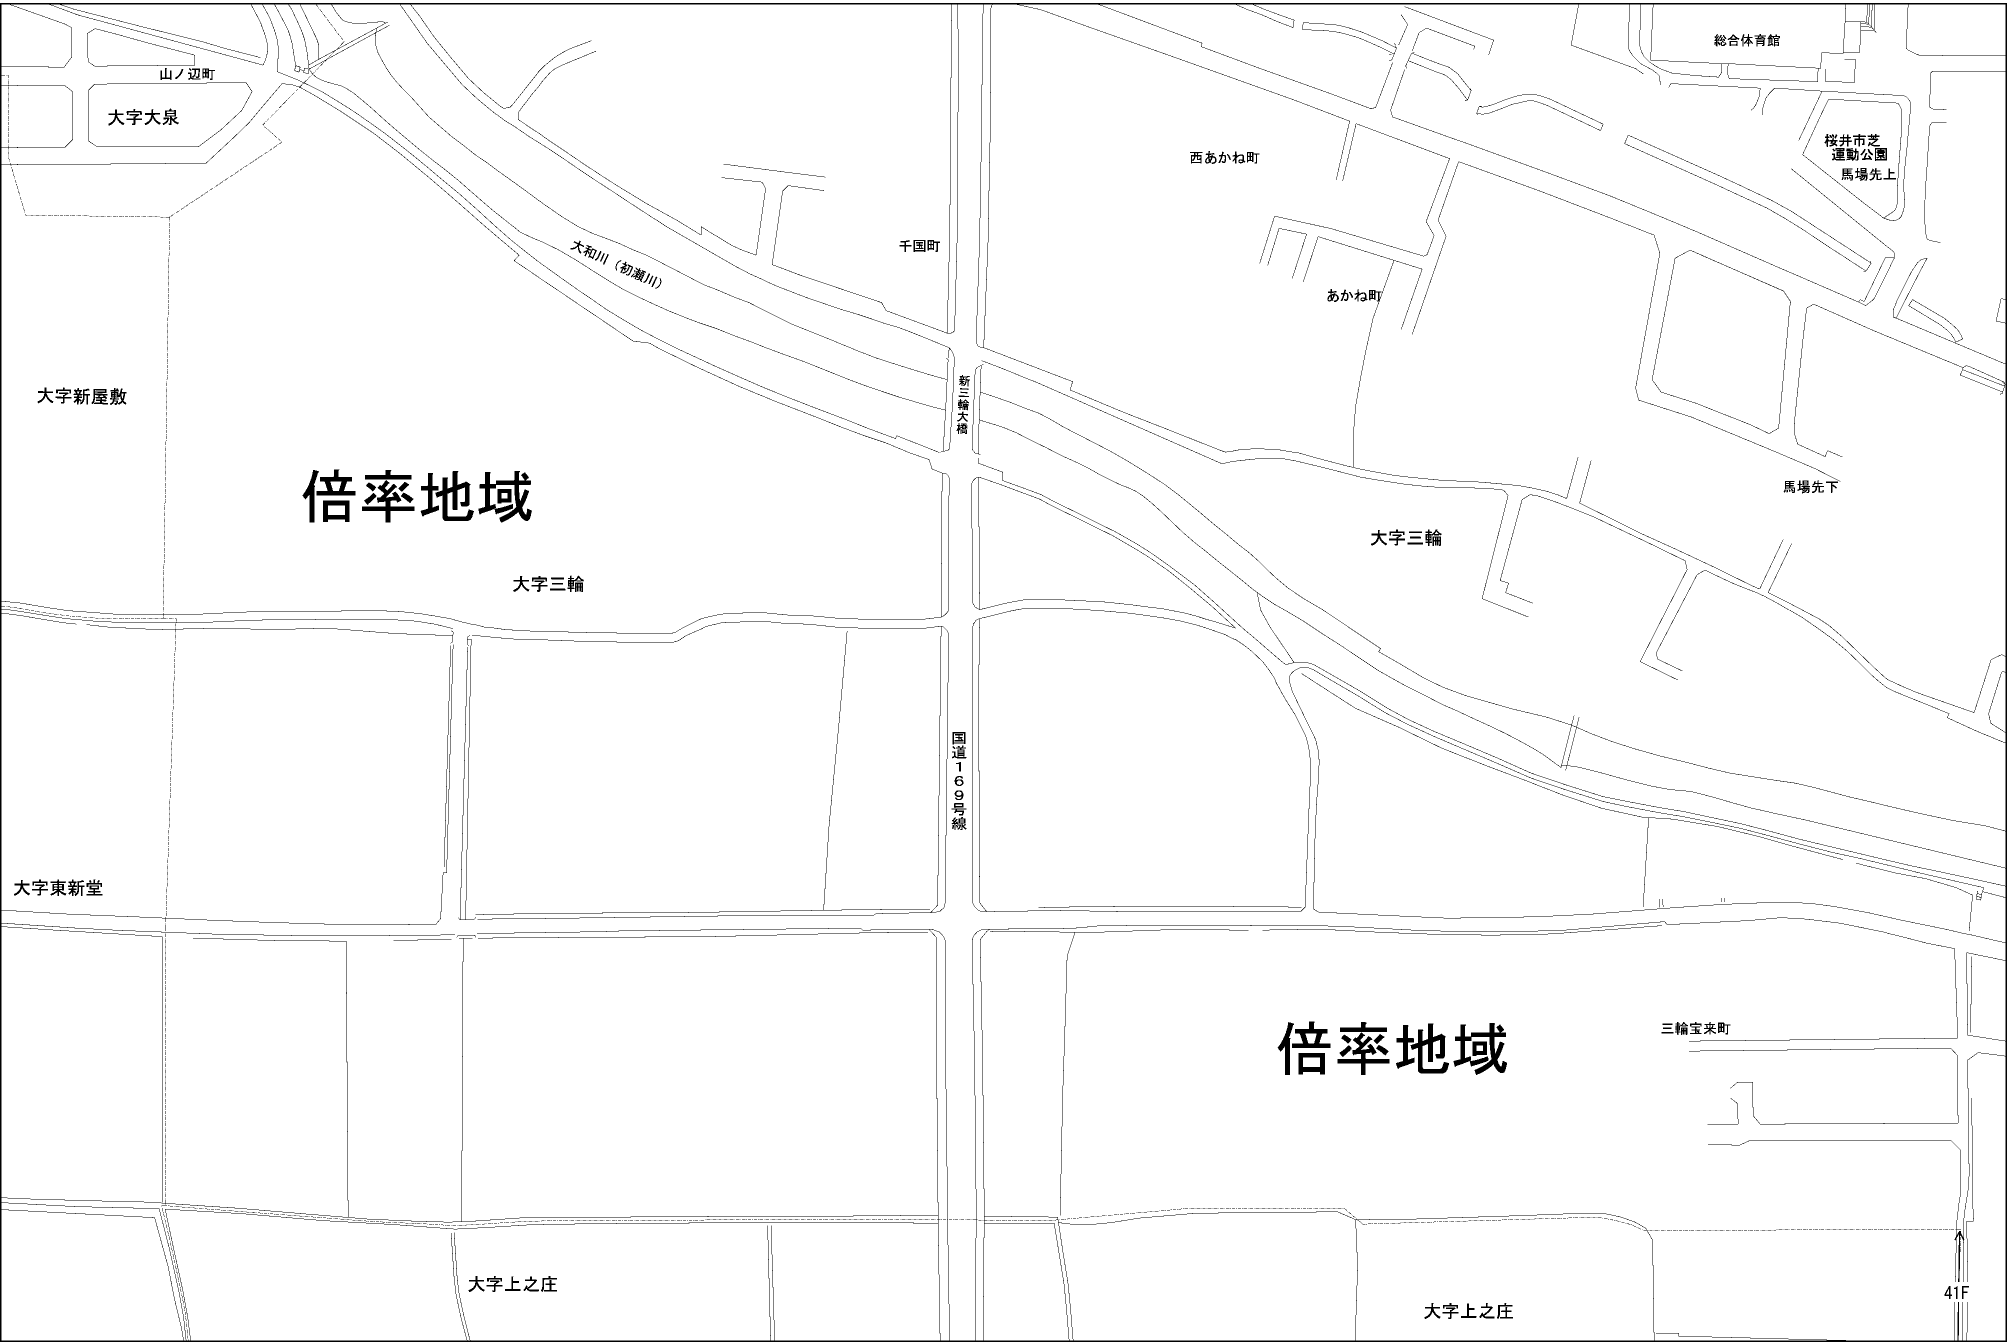 総合体育館
山ノ辺町
大字大泉
桜井市芝
運動公園
馬場先上
西あかね町
千国町
大和川（初瀬川）
あかね町
新三輪大橋
大字新屋敷
倍率地域
馬場先下
大字三輪
大字三輪
国道169号線
大字東新堂
三輪宝来町
倍率地域
大字上之庄
41F
大字上之庄